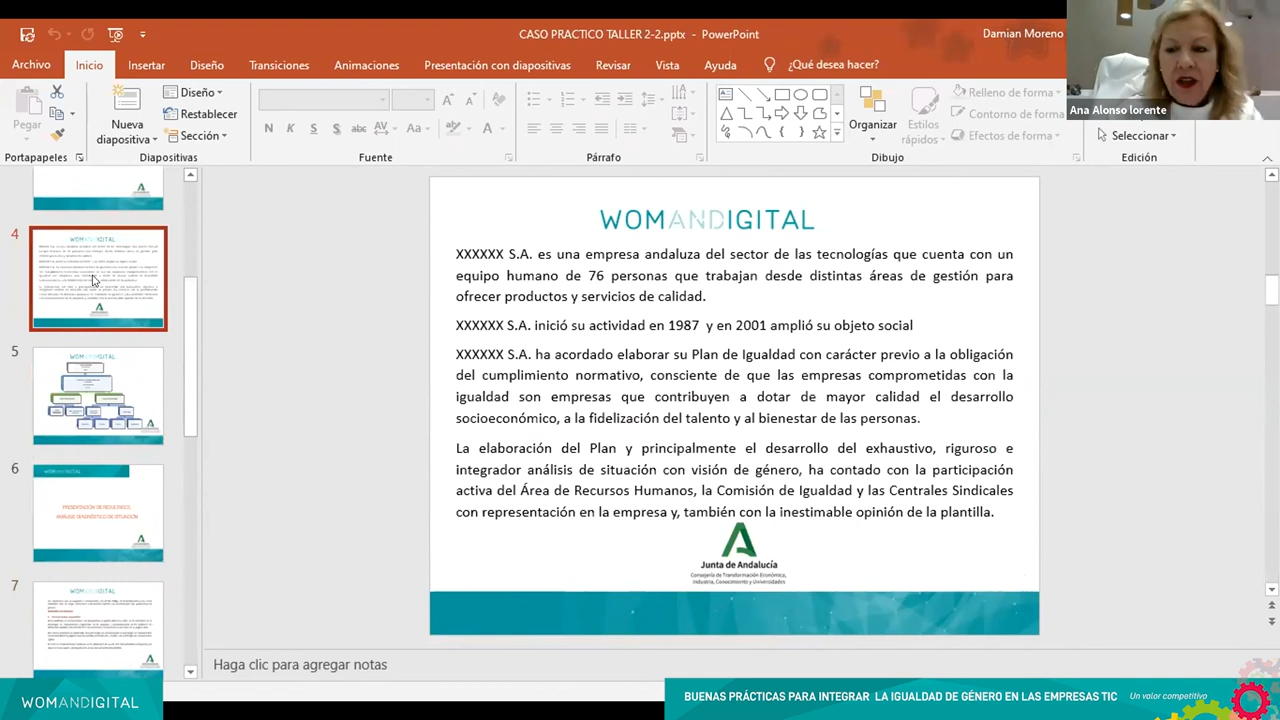 CASO PRACTICO TALLER 2-2.pptx - PowerPoint
Damian Moreno
Archivo Inicio Insertar Diseño Transiciones Animaciones Presentación con diapositivas Revisar Vista Ayuda ¿Qué desea hacer?
Ana Alonso lorente
Pegar
Nueva diapositiva
Diseño
Restablecer
Sección
N K S S abc AV Aa A
Organizar
Estilos rápidos
Relleno de forma
Contorno de forma
Efectos de forma
Seleccionar
Portapapeles Diapositivas Fuente Párrafo Dibujo Edición
4
5
6
WOMANDIGITAL
PRESENTACIÓN DE RESULTADOS.
ANÁLISIS DIAGNÓSTICO DE SITUACIÓN
WOMANDIGITAL
XXXXXX S.A. es una empresa andaluza del sector de las tecnologías que cuenta con un
76 personas que
áreas de gestión, para
ofrecer productos y servicios de calidad.
XXXXXX S.A. inició su actividad en 1987 y en 2001 amplió su objeto social
XXXXXX S.A. ha acordado elaborar su Plan de Igualdad con carácter previo a la obligación
del cumplimiento normativo, consciente de que las empresas comprometidas con la
igualdad son empresas que contribuyen a dotar de mayor calidad el desarrollo
socioeconómico, a la fidelización del talento y al bienestar de las personas.
La elaboración del Plan y principalmente el desarrollo del exhaustivo, riguroso e
integrador análisis de situación con visión de género, ha contado con la participación
activa del Área de Recursos Humanos, la Comisión de Igualdad y las Centrales Sindicales
con representación en la empresa y, también con la inestimable opinión de la plantilla.
Junta de Andalucía
Consejería de Transformación Económica,
Industria, Conocimiento y Universidades
Haga clic para agregar notas
WOMANDIGITAL
BUENAS PRÁCTICAS PARA INTEGRAR LA IGUALDAD DE GÉNERO EN LAS EMPRESAS TIC
Un valor competitivo